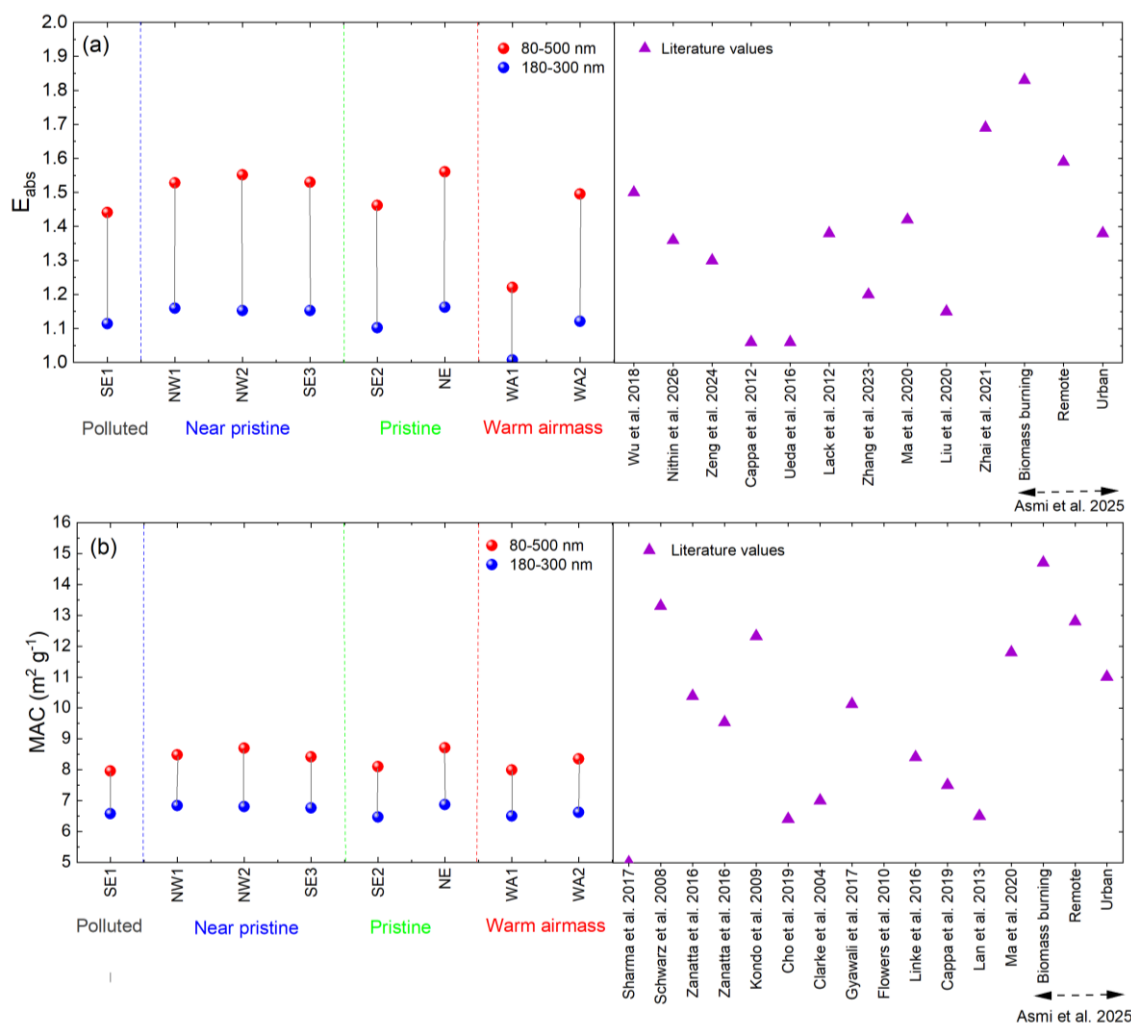 (a)
80-500 nm
180-300 nm
Literature values
E_abs
2.0
1.9
1.8
1.7
1.6
1.5
1.4
1.3
1.2
1.1
1.0
SE1
NW1
NW2
SE3
SE2
NE
WA1
WA2
Polluted
Near pristine
Pristine
Warm airmass
Wu et al. 2018
Nithin et al. 2026
Zeng et al. 2024
Cappa et al. 2012
Ueda et al. 2016
Lack et al. 2012
Zhang et al. 2023
Ma et al. 2020
Liu et al. 2020
Zhai et al. 2021
Biomass burning
Remote
Urban
Asmi et al. 2025
(b)
80-500 nm
180-300 nm
Literature values
MAC (m² g⁻¹)
16
15
14
13
12
11
10
9
8
7
6
5
SE1
NW1
NW2
SE3
SE2
NE
WA1
WA2
Polluted
Near pristine
Pristine
Warm airmass
Sharma et al. 2017
Schwarz et al. 2008
Zanatta et al. 2016
Zanatta et al. 2016
Kondo et al. 2009
Cho et al. 2019
Clarke et al. 2004
Gyawali et al. 2017
Flowers et al. 2010
Linke et al. 2016
Cappa et al. 2019
Lan et al. 2013
Ma et al. 2020
Biomass burning
Remote
Urban
Asmi et al. 2025